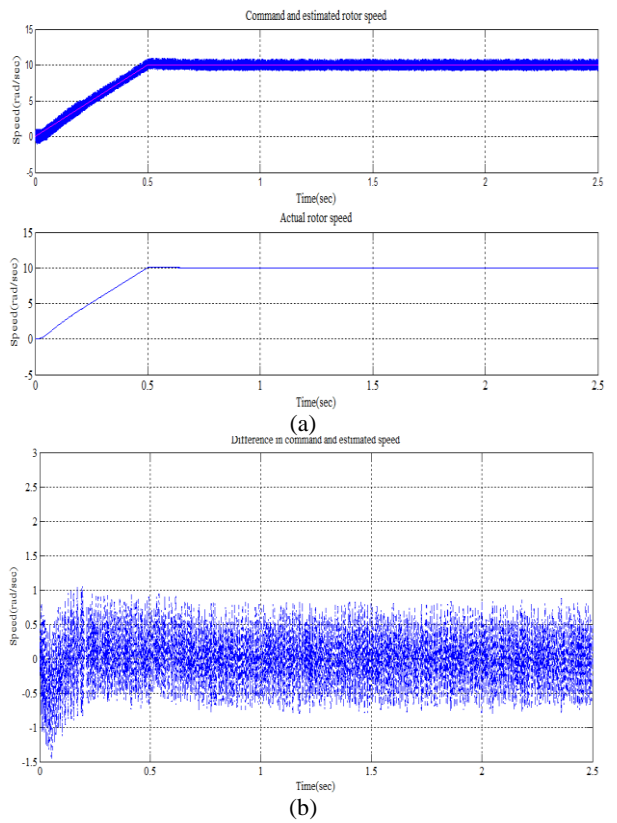 Command and estimated rotor speed
15
10
5
0
-5
Speed(rad/sec)
0 0.5 1 1.5 2 2.5
Time(sec)
Actual rotor speed
15
10
5
0
-5
Speed(rad/sec)
0 0.5 1 1.5 2 2.5
Time(sec)
(a)
Difference in command and estimated speed
3
2.5
2
1.5
1
0.5
0
-0.5
-1
-1.5
Speed(rad/sec)
0 0.5 1 1.5 2 2.5
Time(sec)
(b)